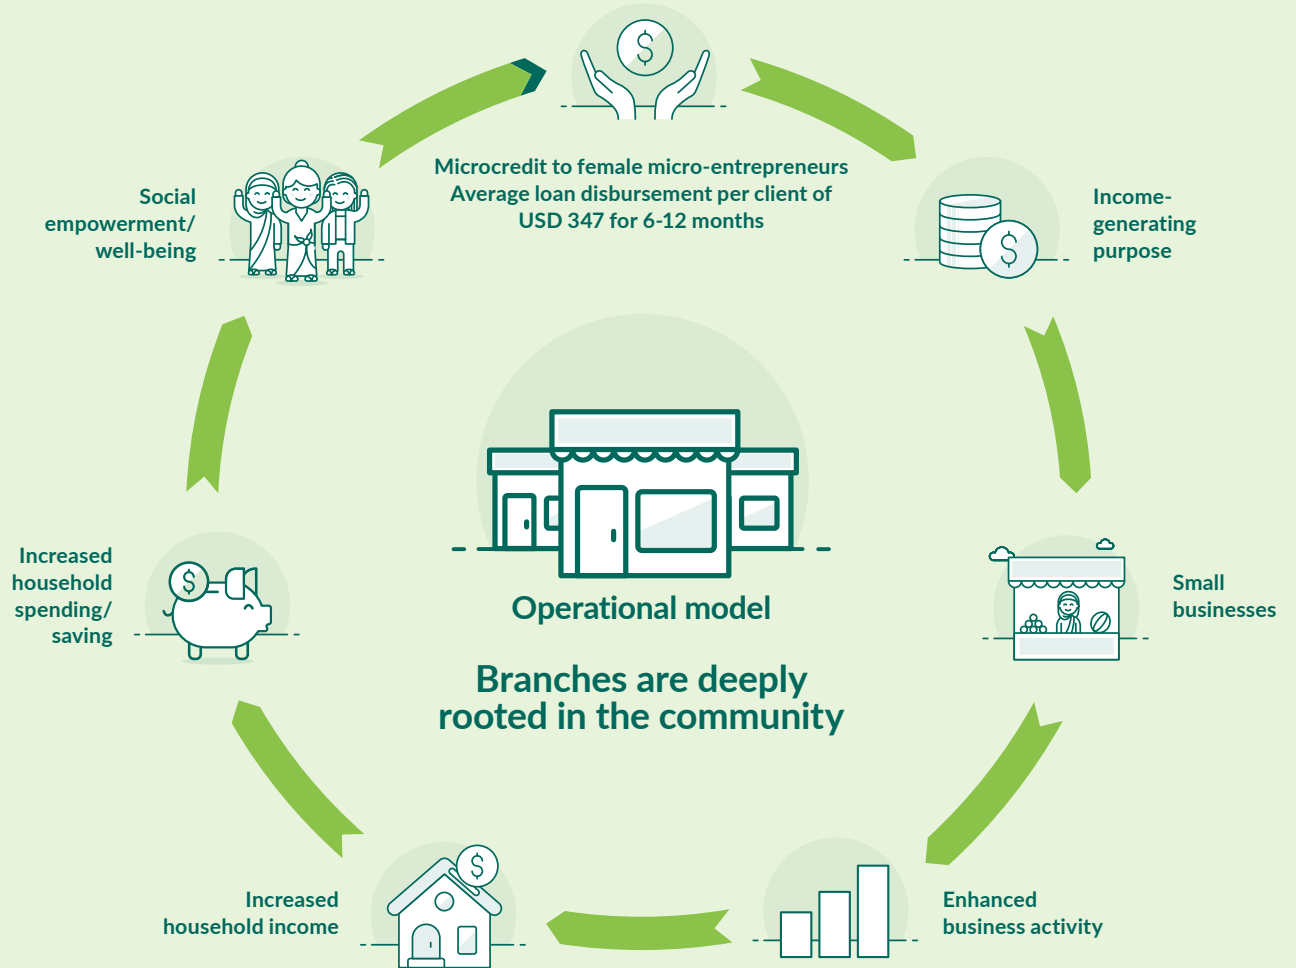 Microcredit to female micro-entrepreneurs
Average loan disbursement per client of
USD 347 for 6-12 months
Income-
generating
purpose
Small
businesses
Enhanced
business activity
Increased
household income
Increased
household
spending/
saving
Social
empowerment/
well-being
Operational model
Branches are deeply
rooted in the community
$
$
$
$